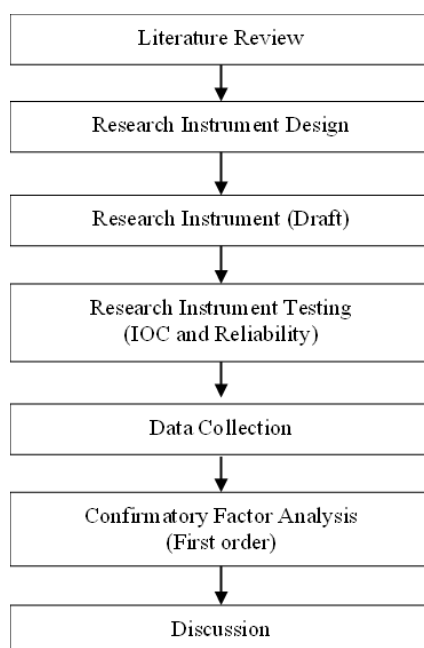 Literature Review
Research Instrument Design
Research Instrument (Draft)
Research Instrument Testing
(IOC and Reliability)
Data Collection
Confirmatory Factor Analysis
(First order)
Discussion